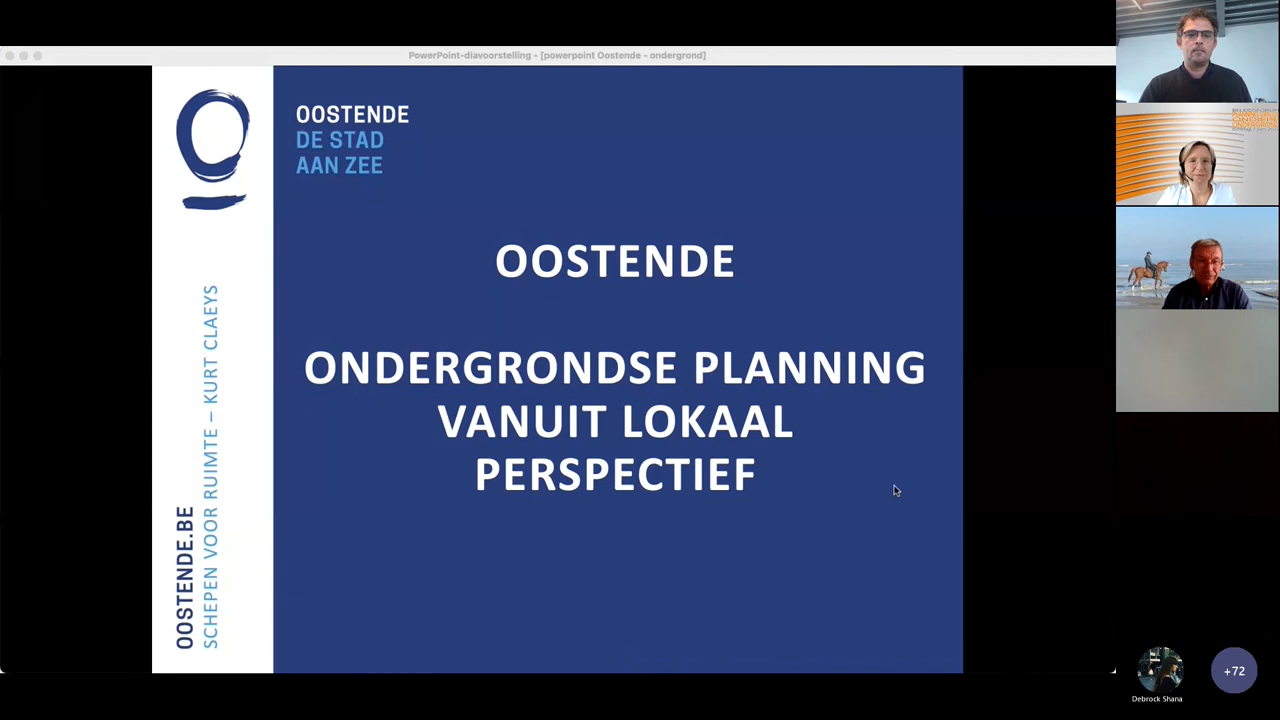 PowerPoint-diavoorstelling - [powerpoint Oostende - ondergrond]
OOSTENDE
DE STAD
AAN ZEE
OOSTENDE
ONDERGRONDSE PLANNING
VANUIT LOKAAL
PERSPECTIEF
OOSTENDE.BE
SCHEPEN VOOR RUIMTE – KURT CLAEYS
Debrock Shana
+72